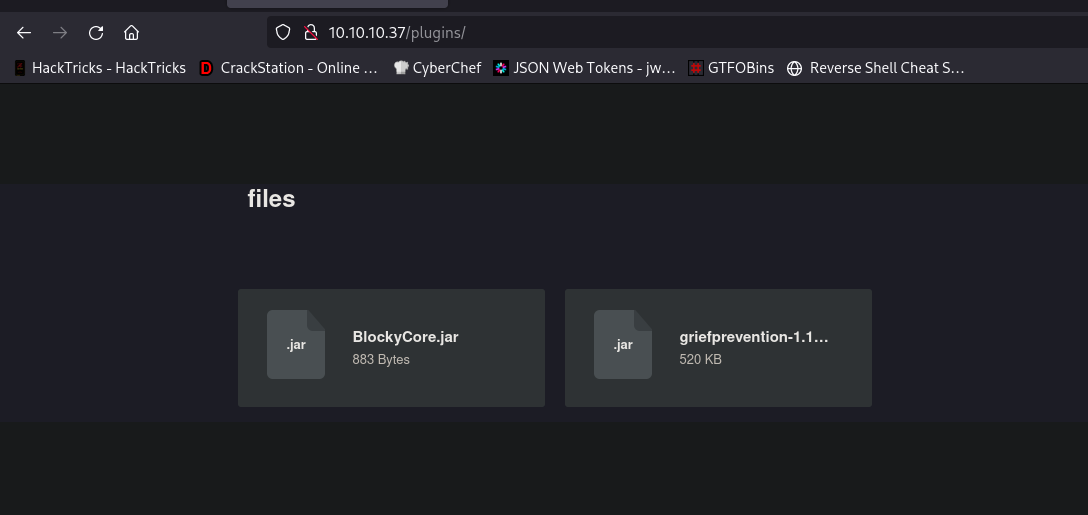 10.10.10.37/plugins/
HackTricks - HackTricks CrackStation - Online ... CyberChef JSON Web Tokens - jw... GTFOBins Reverse Shell Cheat S...
files
.jar BlockyCore.jar
883 Bytes
.jar griefprevention-1.1...
520 KB